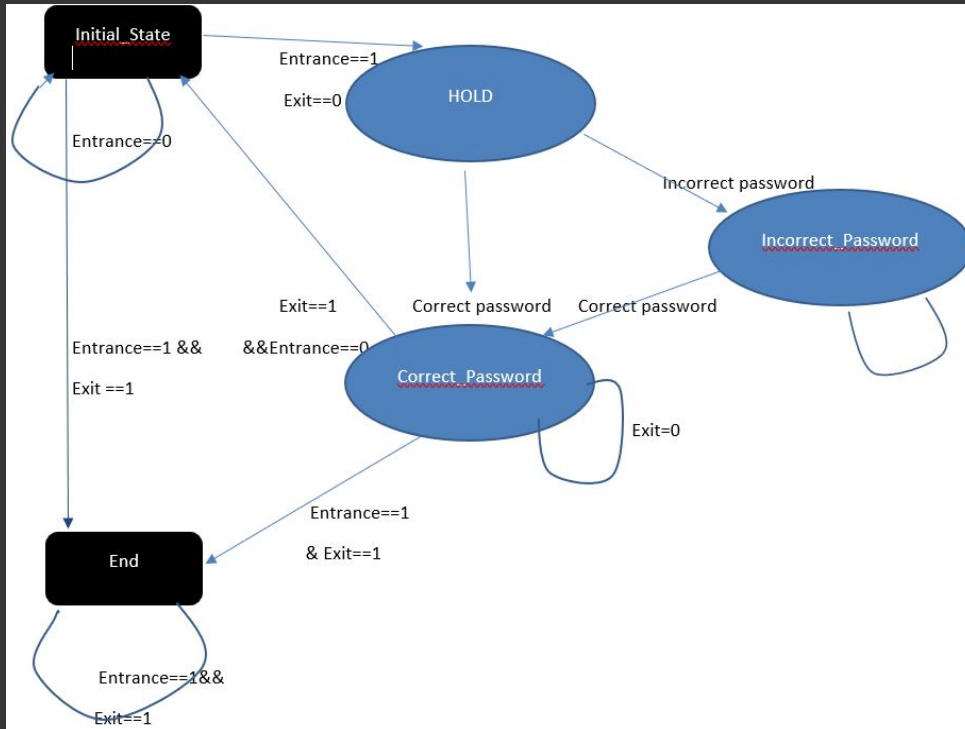 Initial_State
Entrance==1
Exit==0
HOLD
Entrance==0
Incorrect password
Incorrect_Password
Exit==1
&&Entrance==0
Correct password
Correct password
Entrance==1 &&
Exit ==1
Correct_Password
Exit=0
Entrance==1
& Exit==1
End
Entrance==1&&
Exit==1